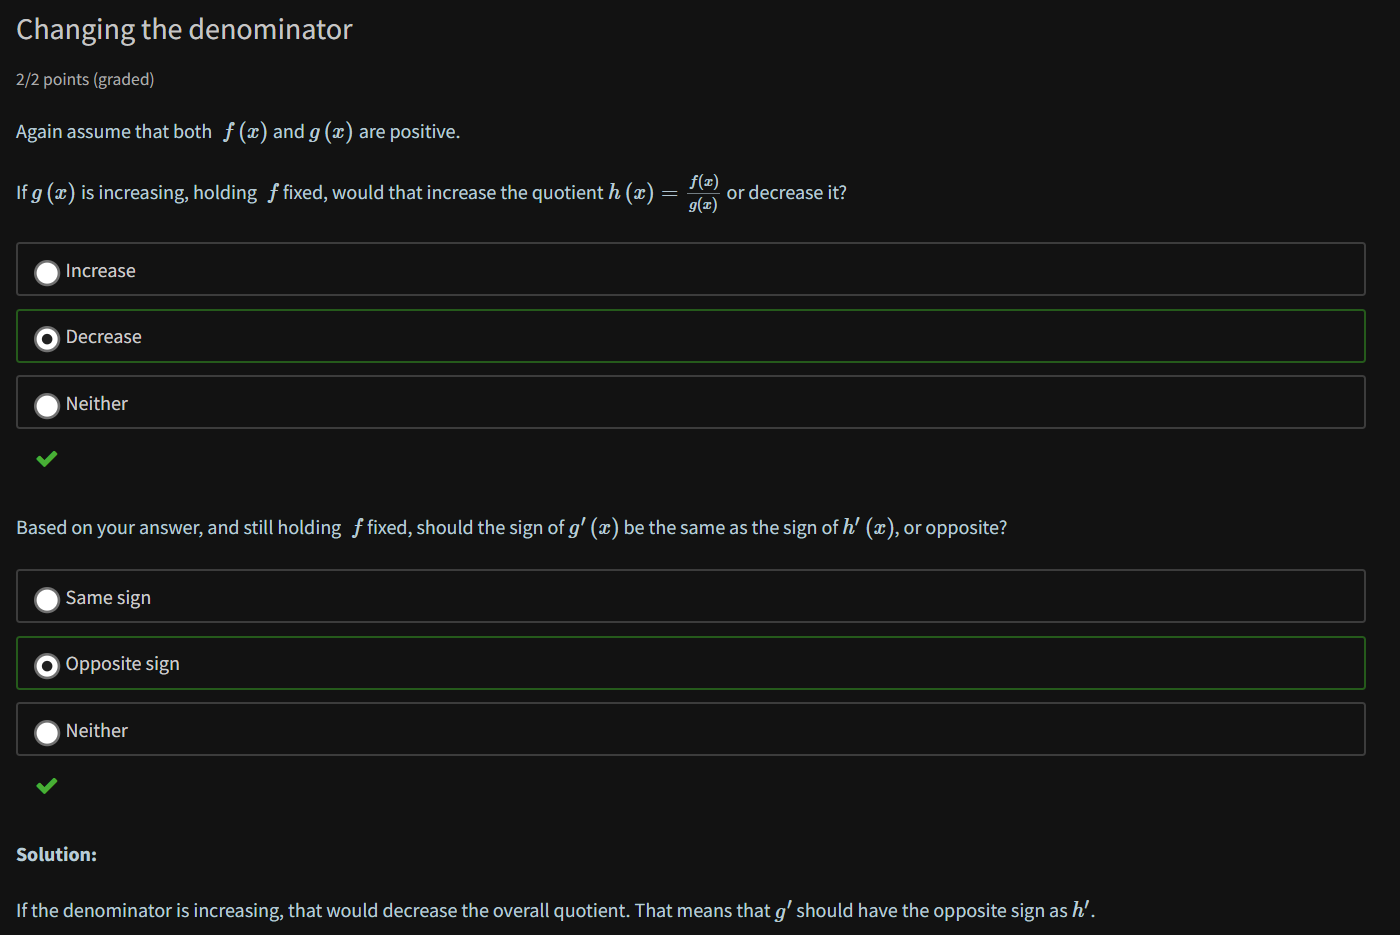 Changing the denominator
2/2 points (graded)
Again assume that both f (x) and g (x) are positive.
If g (x) is increasing, holding f fixed, would that increase the quotient h (x) = f(x)/g(x) or decrease it?
Increase
Decrease
Neither
Based on your answer, and still holding f fixed, should the sign of g′ (x) be the same as the sign of h′ (x), or opposite?
Same sign
Opposite sign
Neither
Solution:
If the denominator is increasing, that would decrease the overall quotient. That means that g′ should have the opposite sign as h′.